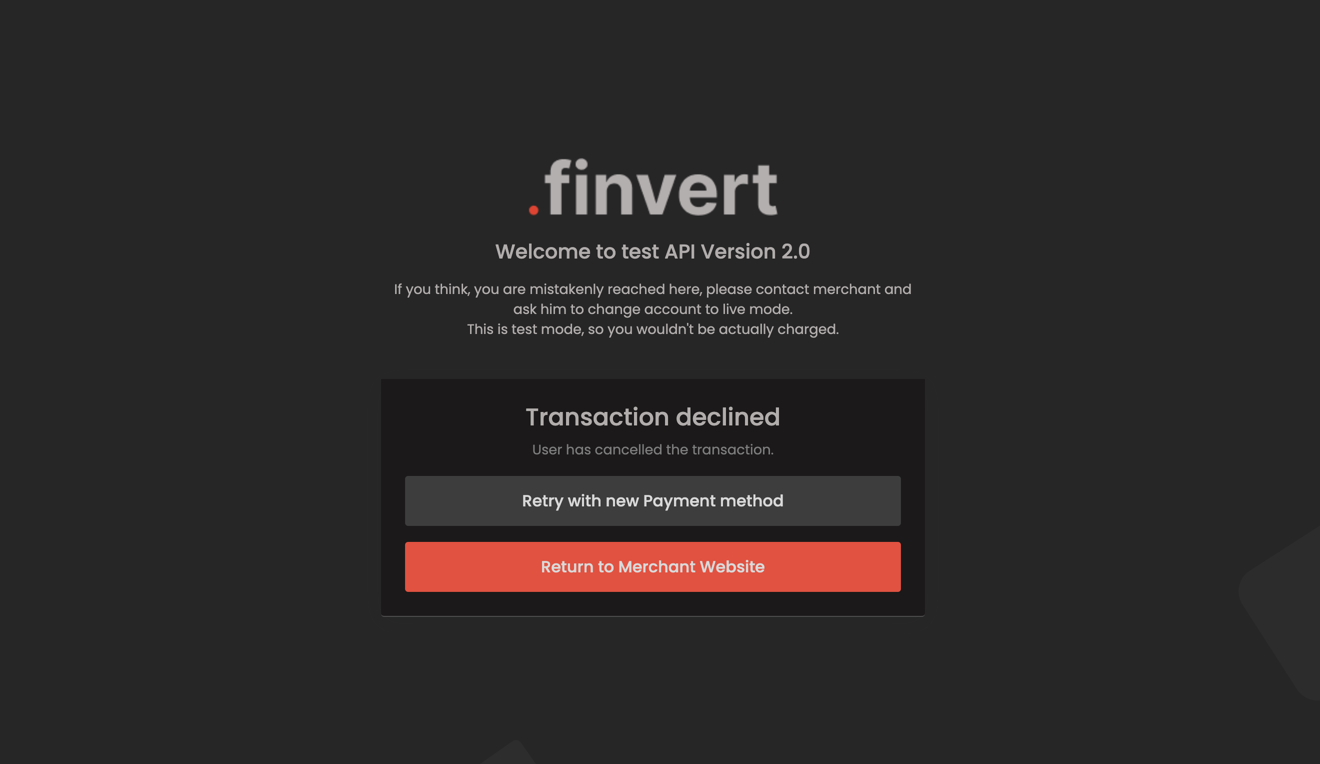 .finvert
Welcome to test API Version 2.0
If you think, you are mistakenly reached here, please contact merchant and
ask him to change account to live mode.
This is test mode, so you wouldn't be actually charged.
Transaction declined
User has cancelled the transaction.
Retry with new Payment method
Return to Merchant Website